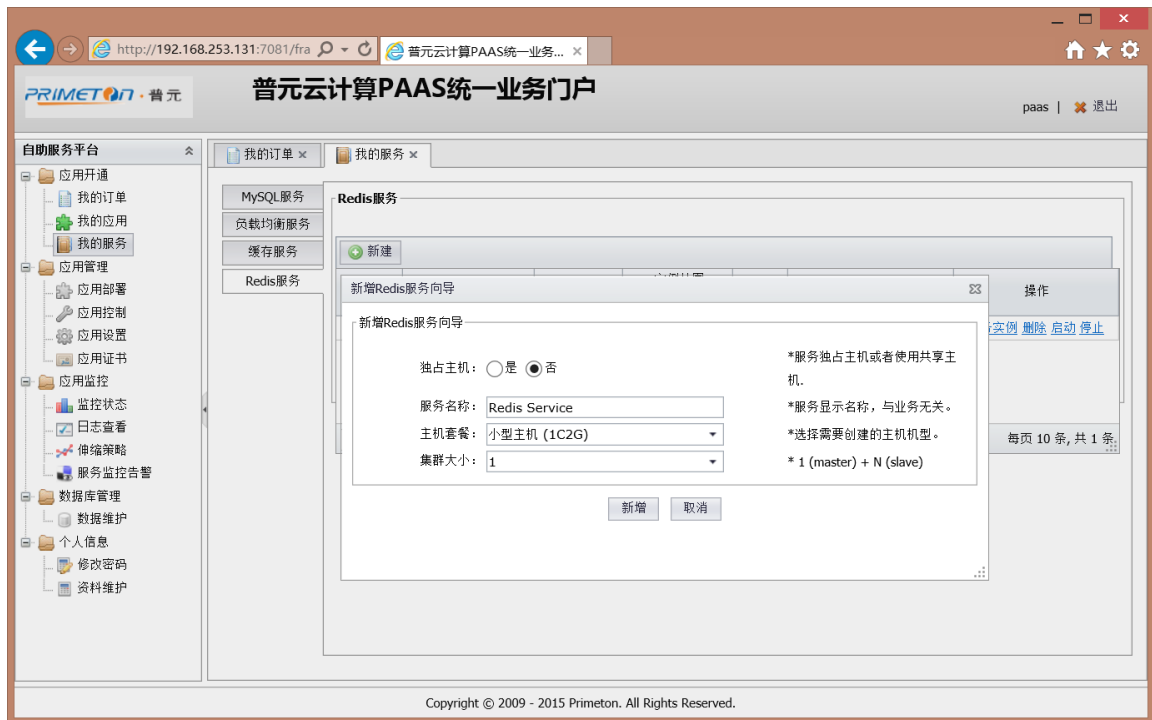 http://192.168.253.131:7081/fra
普元云计算PAAS统一业务...
PRIMETON·普元
普元云计算PAAS统一业务门户
paas | 退出
自助服务平台
应用开通
我的订单
我的应用
我的服务
应用管理
应用部署
应用控制
应用设置
应用证书
应用监控
监控状态
日志查看
伸缩策略
服务监控告警
数据库管理
数据维护
个人信息
修改密码
资料维护
我的订单
我的服务
MySQL服务
负载均衡服务
缓存服务
Redis服务
Redis服务
新建
操作
实例 删除 启动 停止
每页 10 条, 共 1 条.
新增Redis服务向导
新增Redis服务向导
独占主机: 是 否
*服务独占主机或者使用共享主
机.
服务名称: Redis Service
*服务显示名称，与业务无关。
主机套餐: 小型主机 (1C2G)
*选择需要创建的主机机型。
集群大小: 1
* 1 (master) + N (slave)
新增 取消
Copyright © 2009 - 2015 Primeton. All Rights Reserved.